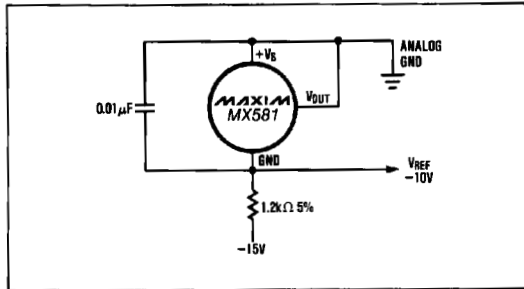 +VS
ANALOG
GND
0.01µF
MAXIM
MX581
VOUT
GND
VREF
-10V
1.2kΩ 5%
-15V